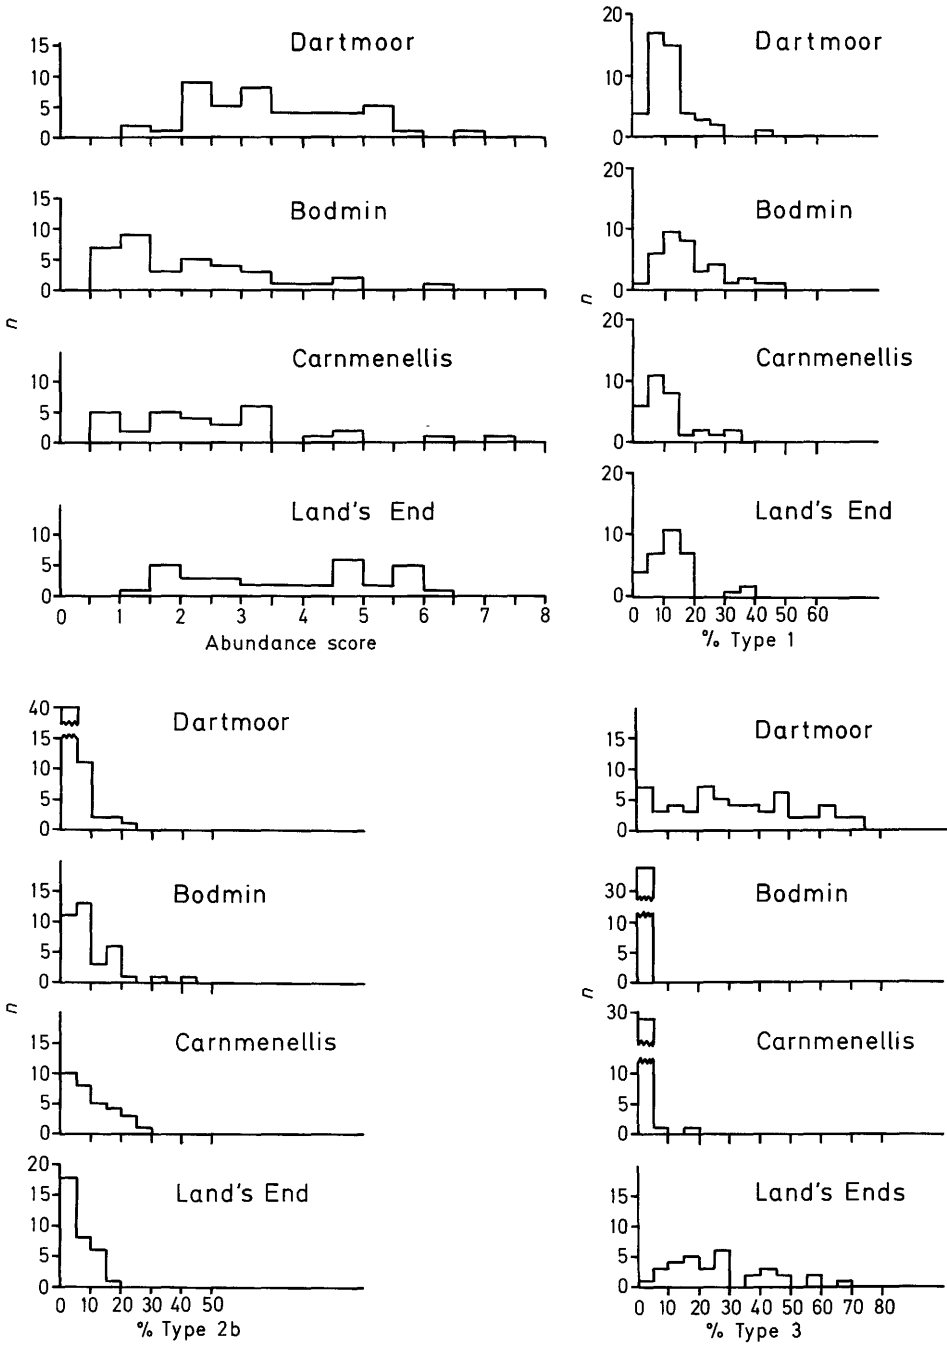 Dartmoor
15
10
5
0
Bodmin
15
10
5
0
n
Carnmenellis
10
5
0
Land's End
10
5
0
0 1 2 3 4 5 6 7 8
Abundance score
20
Dartmoor
10
0
20
Bodmin
10
0
n
20
Carnmenellis
10
0
20
Land's End
10
0
0 10 20 30 40 50 60
% Type 1
40
Dartmoor
15
10
5
0
Bodmin
15
10
5
0
n
Carnmenellis
15
10
5
0
20
Land's End
15
10
5
0
0 10 20 30 40 50
% Type 2b
Dartmoor
15
10
5
0
30
Bodmin
10
5
0
n
30
Carnmenellis
10
5
0
Land's Ends
15
10
5
0
0 10 20 30 40 50 60 70 80
% Type 3